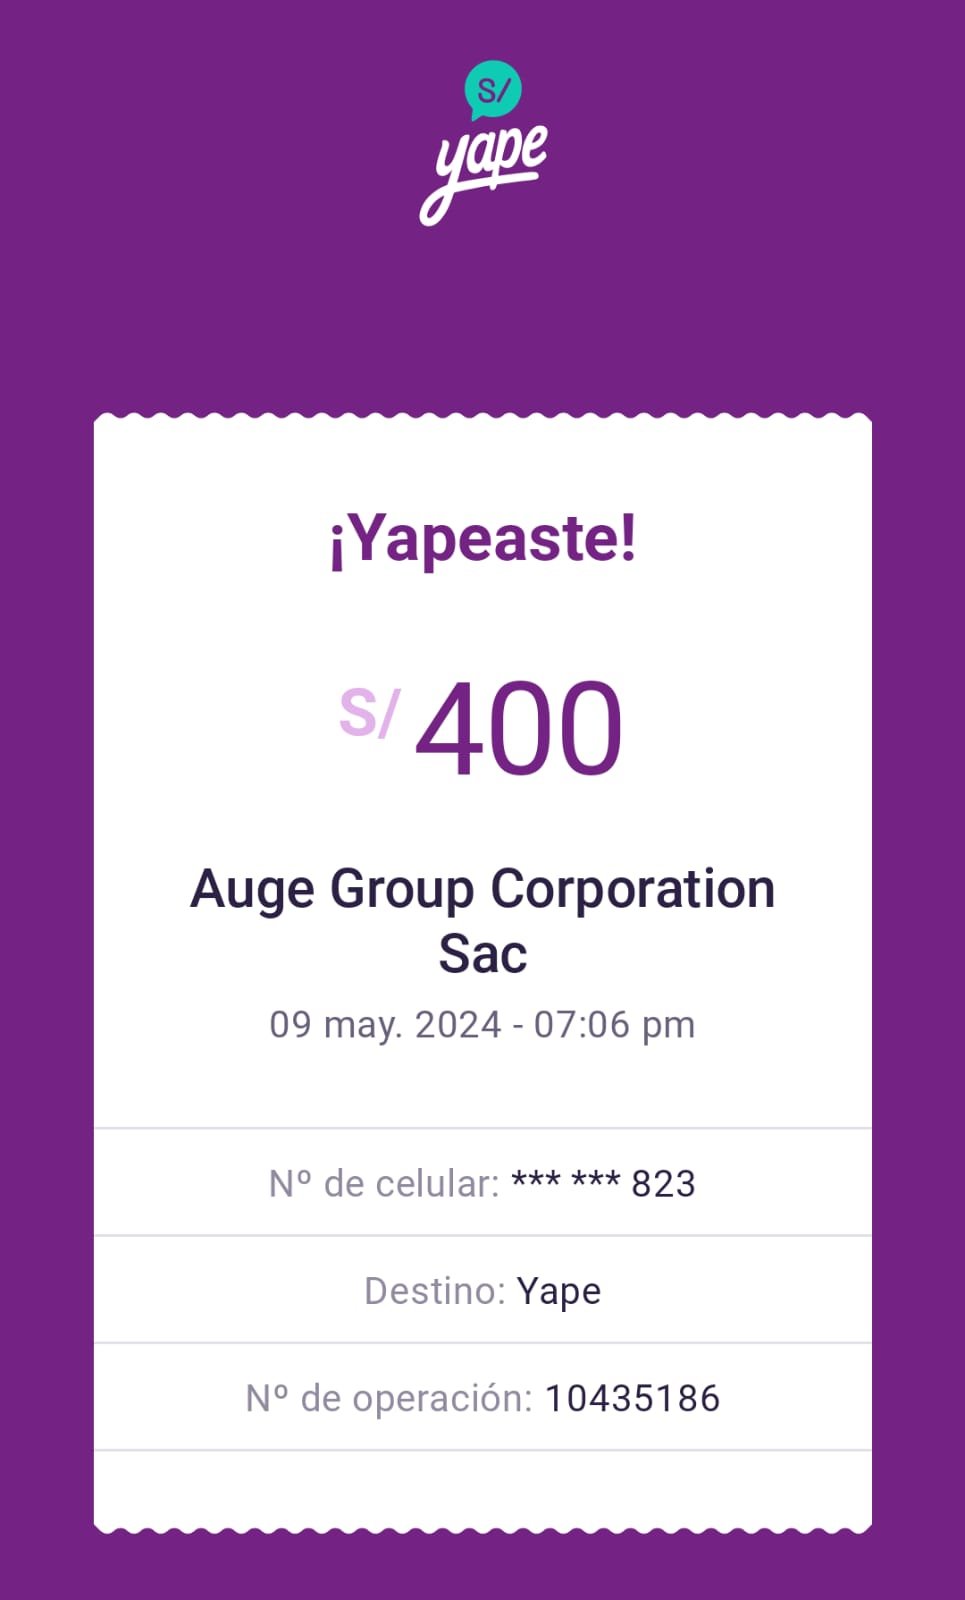 S/
yape
¡Yapeaste!
S/ 400
Auge Group Corporation
Sac
09 may. 2024 - 07:06 pm
Nº de celular: *** *** 823
Destino: Yape
Nº de operación: 10435186